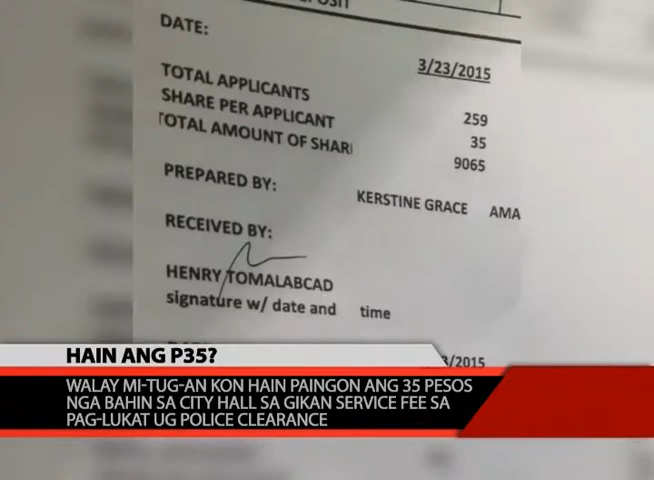 DATE:
3/23/2015
TOTAL APPLICANTS 259
SHARE PER APPLICANT 35
TOTAL AMOUNT OF SHAR 9065
PREPARED BY: KERSTINE GRACE AMA
RECEIVED BY:
HENRY TOMALABCAD
signature w/ date and time
3/2015
HAIN ANG P35?
WALAY MI-TUG-AN KON HAIN PAINGON ANG 35 PESOS
NGA BAHIN SA CITY HALL SA GIKAN SERVICE FEE SA
PAG-LUKAT UG POLICE CLEARANCE